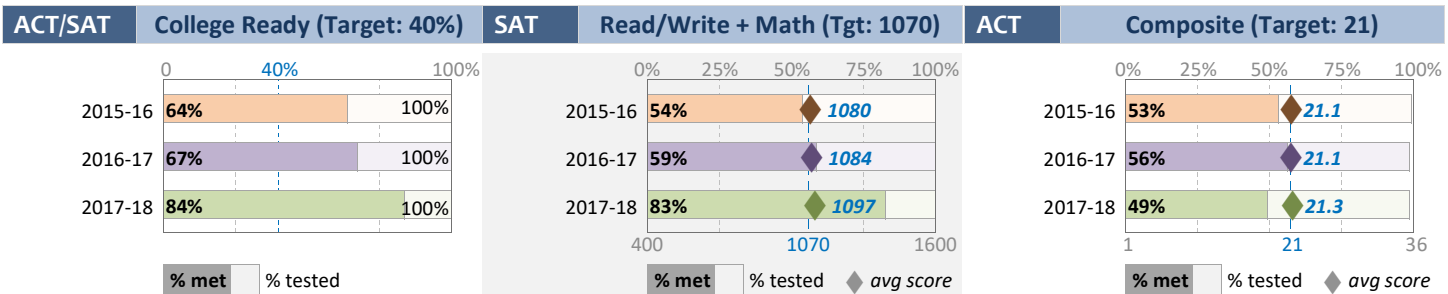 ACT/SAT College Ready (Target: 40%)
0 40% 100%
2015-16 64% 100%
2016-17 67% 100%
2017-18 84% 100%
% met % tested
SAT Read/Write + Math (Tgt: 1070)
0% 25% 50% 75% 100%
2015-16 54% 1080
2016-17 59% 1084
2017-18 83% 1097
400 1070 1600
% met % tested avg score
ACT Composite (Target: 21)
0% 25% 50% 75% 100%
2015-16 53% 21.1
2016-17 56% 21.1
2017-18 49% 21.3
1 21 36
% met % tested avg score